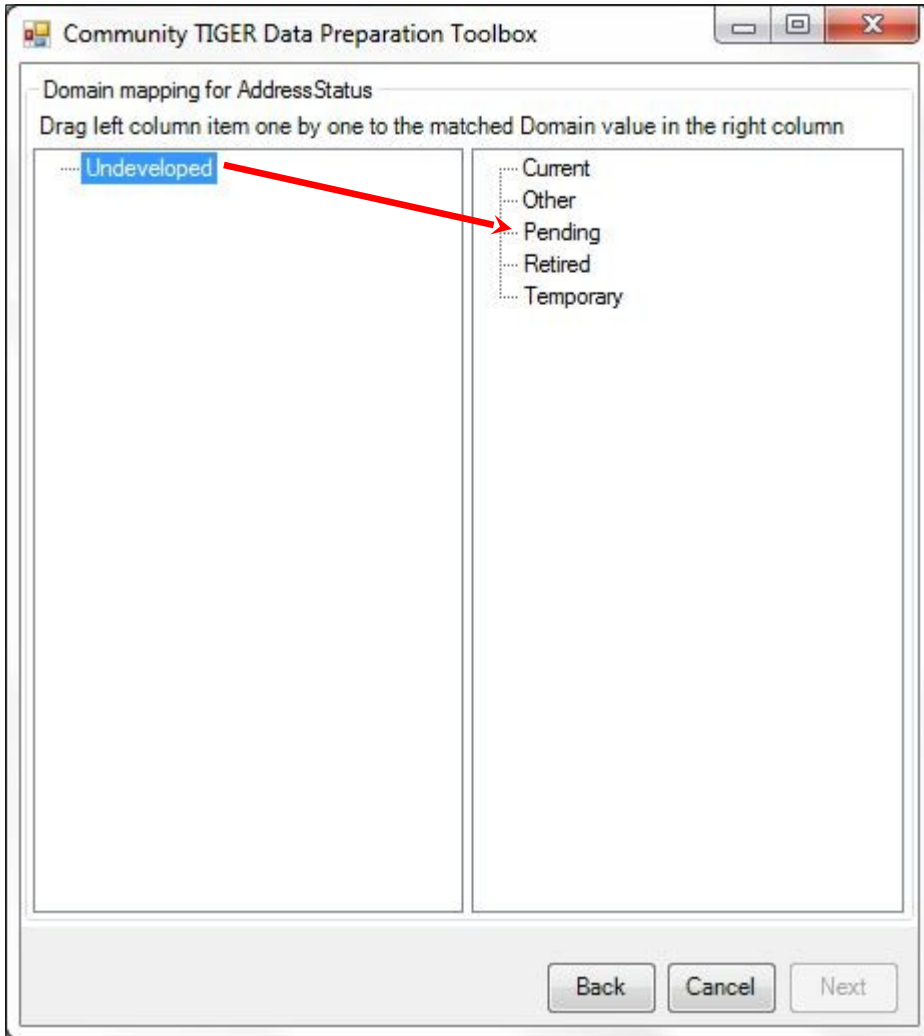 Community TIGER Data Preparation Toolbox
Domain mapping for AddressStatus
Drag left column item one by one to the matched Domain value in the right column
Undeveloped
Current
Other
Pending
Retired
Temporary
Back
Cancel
Next